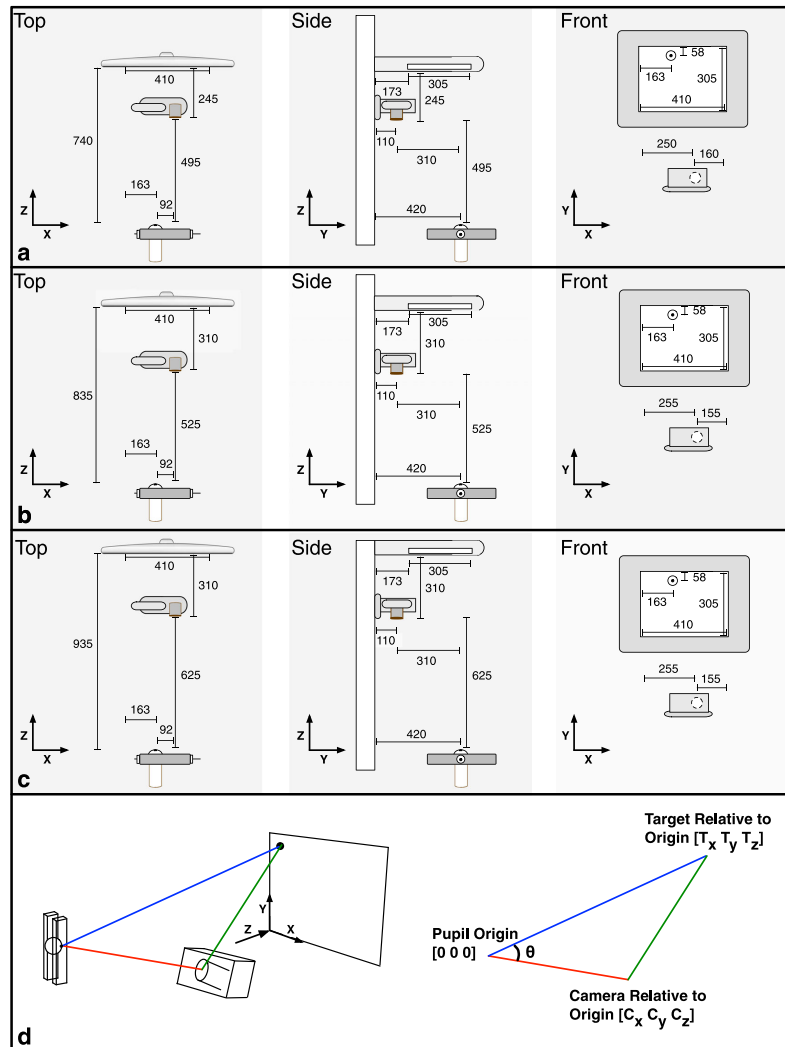 Top
Side
Front
410
245
740
495
163
92
Z
X
173
305
245
110
310
495
420
Z
Y
58
163
305
410
250
160
Y
X
a
Top
Side
Front
410
310
835
525
163
92
Z
X
173
305
310
110
310
525
420
Z
Y
58
163
305
410
255
155
Y
X
b
Top
Side
Front
410
310
935
625
163
92
Z
X
173
305
310
110
310
625
420
Z
Y
58
163
305
410
255
155
Y
X
c
Y
Z
X
Target Relative to
Origin [Tx Ty Tz]
Pupil Origin
[0 0 0]
θ
Camera Relative to
Origin [Cx Cy Cz]
d